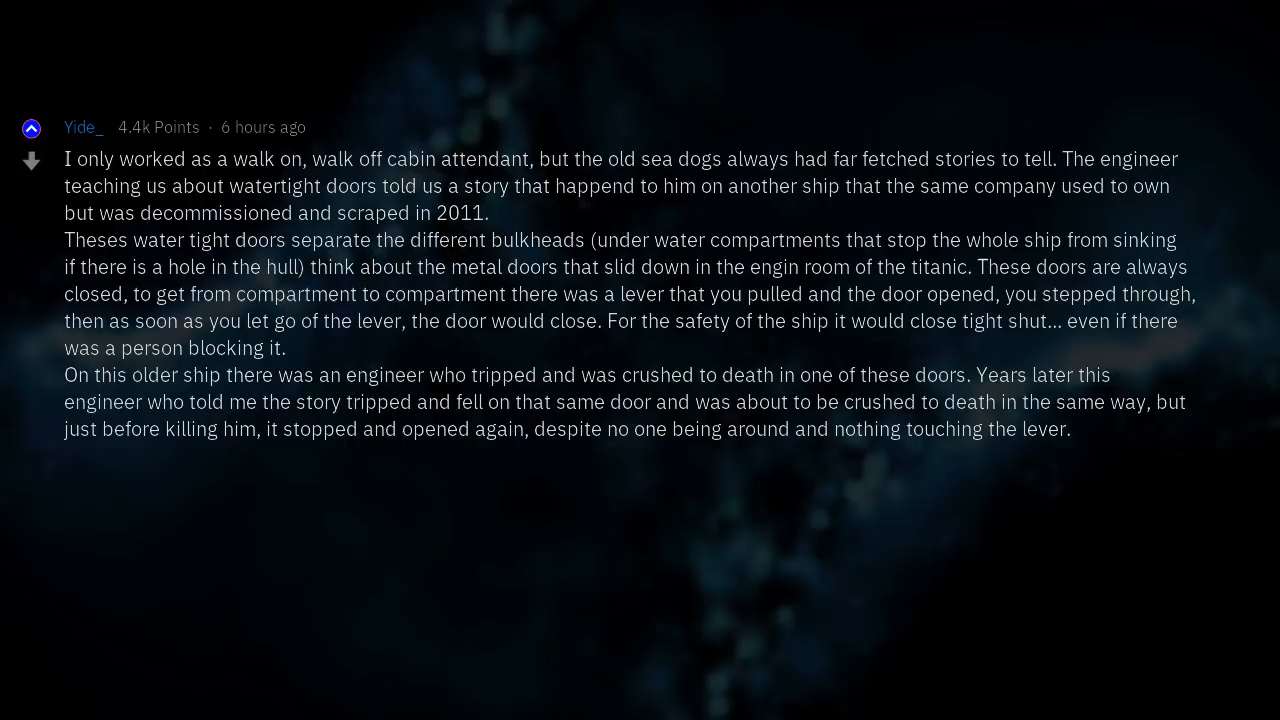 Yide_ 4.4k Points · 6 hours ago
I only worked as a walk on, walk off cabin attendant, but the old sea dogs always had far fetched stories to tell. The engineer
teaching us about watertight doors told us a story that happend to him on another ship that the same company used to own
but was decommissioned and scraped in 2011.
Theses water tight doors separate the different bulkheads (under water compartments that stop the whole ship from sinking
if there is a hole in the hull) think about the metal doors that slid down in the engin room of the titanic. These doors are always
closed, to get from compartment to compartment there was a lever that you pulled and the door opened, you stepped through,
then as soon as you let go of the lever, the door would close. For the safety of the ship it would close tight shut... even if there
was a person blocking it.
On this older ship there was an engineer who tripped and was crushed to death in one of these doors. Years later this
engineer who told me the story tripped and fell on that same door and was about to be crushed to death in the same way, but
just before killing him, it stopped and opened again, despite no one being around and nothing touching the lever.